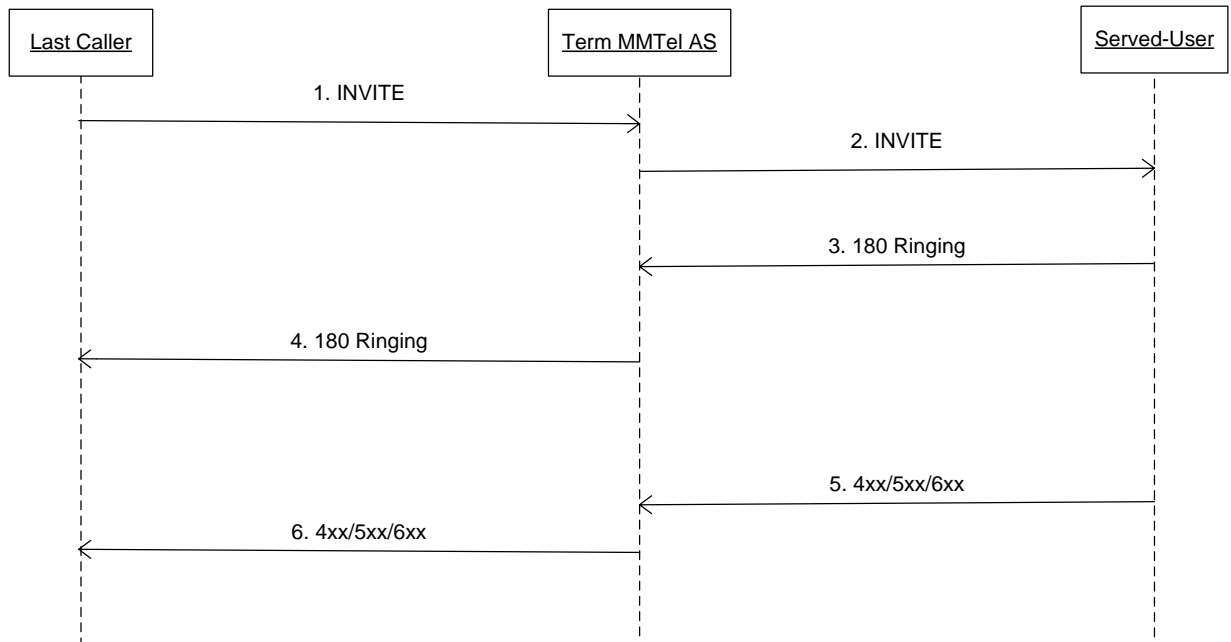 Last Caller
Term MMTel AS
Served-User
1. INVITE
2. INVITE
3. 180 Ringing
4. 180 Ringing
5. 4xx/5xx/6xx
6. 4xx/5xx/6xx